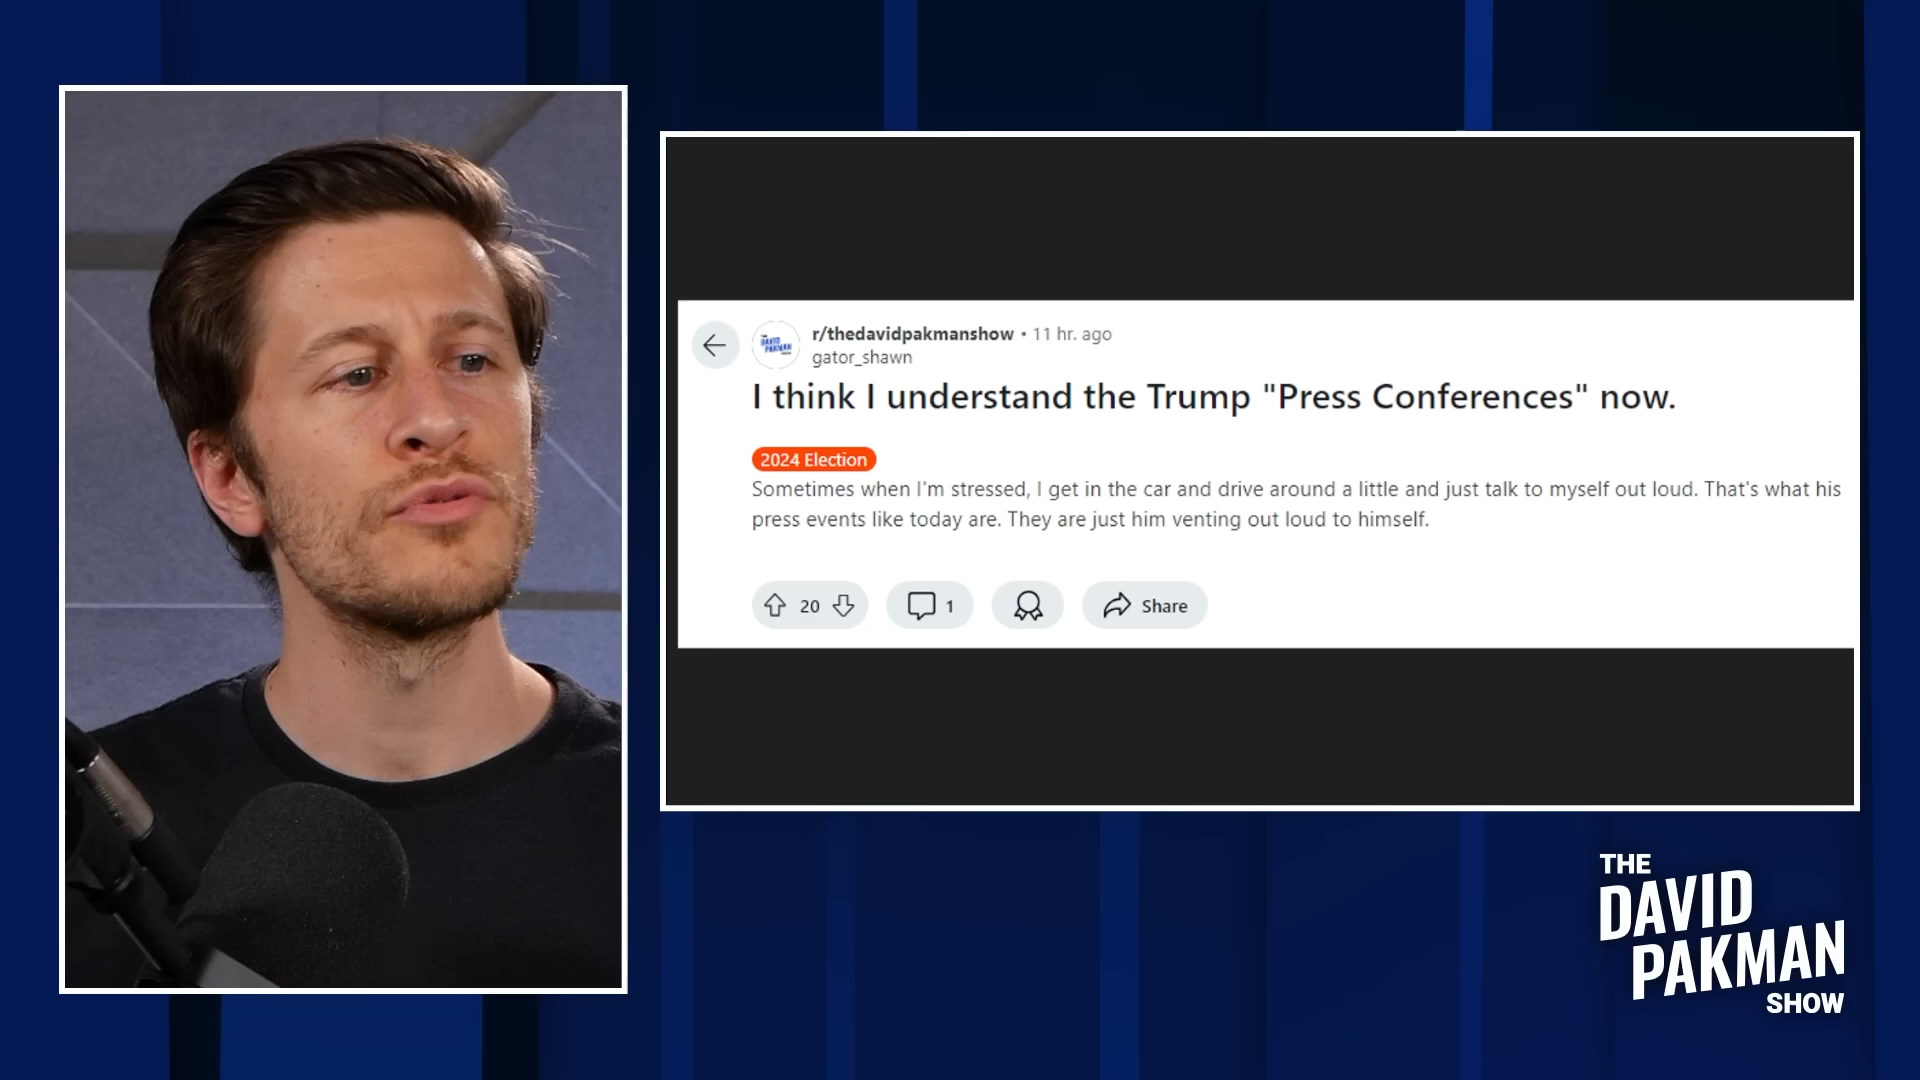 r/thedavidpakmanshow • 11 hr. ago
gator_shawn
I think I understand the Trump "Press Conferences" now.
2024 Election
Sometimes when I'm stressed, I get in the car and drive around a little and just talk to myself out loud. That's what his
press events like today are. They are just him venting out loud to himself.
20
1
Share
THE
DAVID
PAKMAN
SHOW